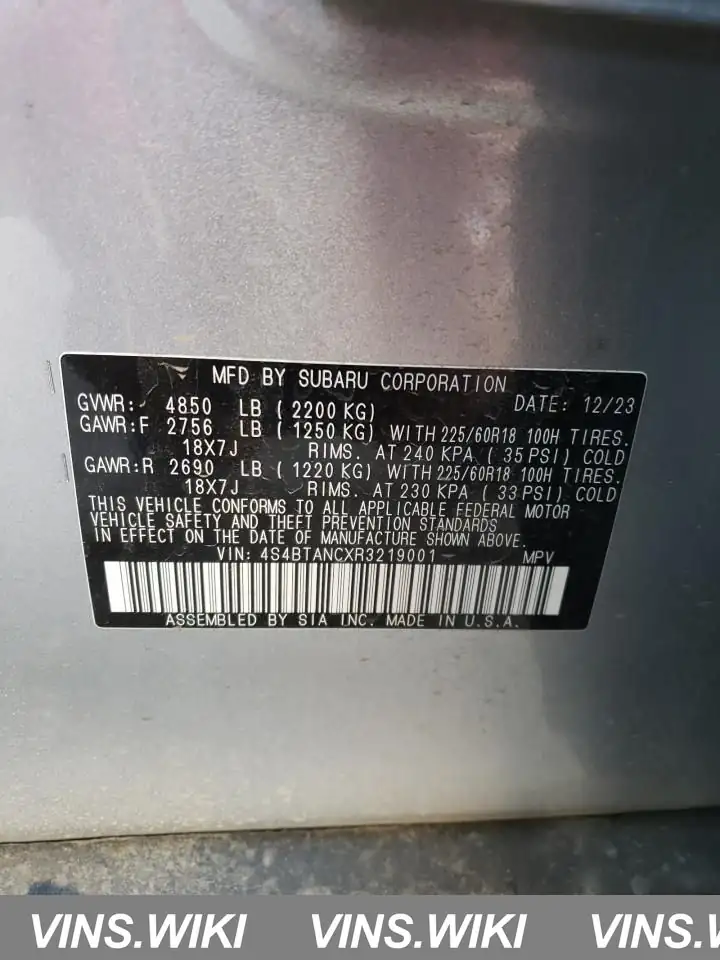 MFD BY SUBARU CORPORATION
GVWR: 4850 LB ( 2200 KG) DATE: 12/23
GAWR:F 2756 LB ( 1250 KG) WITH 225/60R18 100H TIRES.
18X7J RIMS. AT 240 KPA ( 35 PSI) COLD
GAWR:R 2690 LB ( 1220 KG) WITH 225/60R18 100H TIRES.
18X7J RIMS. AT 230 KPA ( 33 PSI) COLD
THIS VEHICLE CONFORMS TO ALL APPLICABLE FEDERAL MOTOR
VEHICLE SAFETY AND THEFT PREVENTION STANDARDS
IN EFFECT ON THE DATE OF MANUFACTURE SHOWN ABOVE.
VIN: 4S4BTANCXR3219001 MPV
ASSEMBLED BY SIA INC. MADE IN U.S.A.
VINS.WIKI VINS.WIKI VINS.W